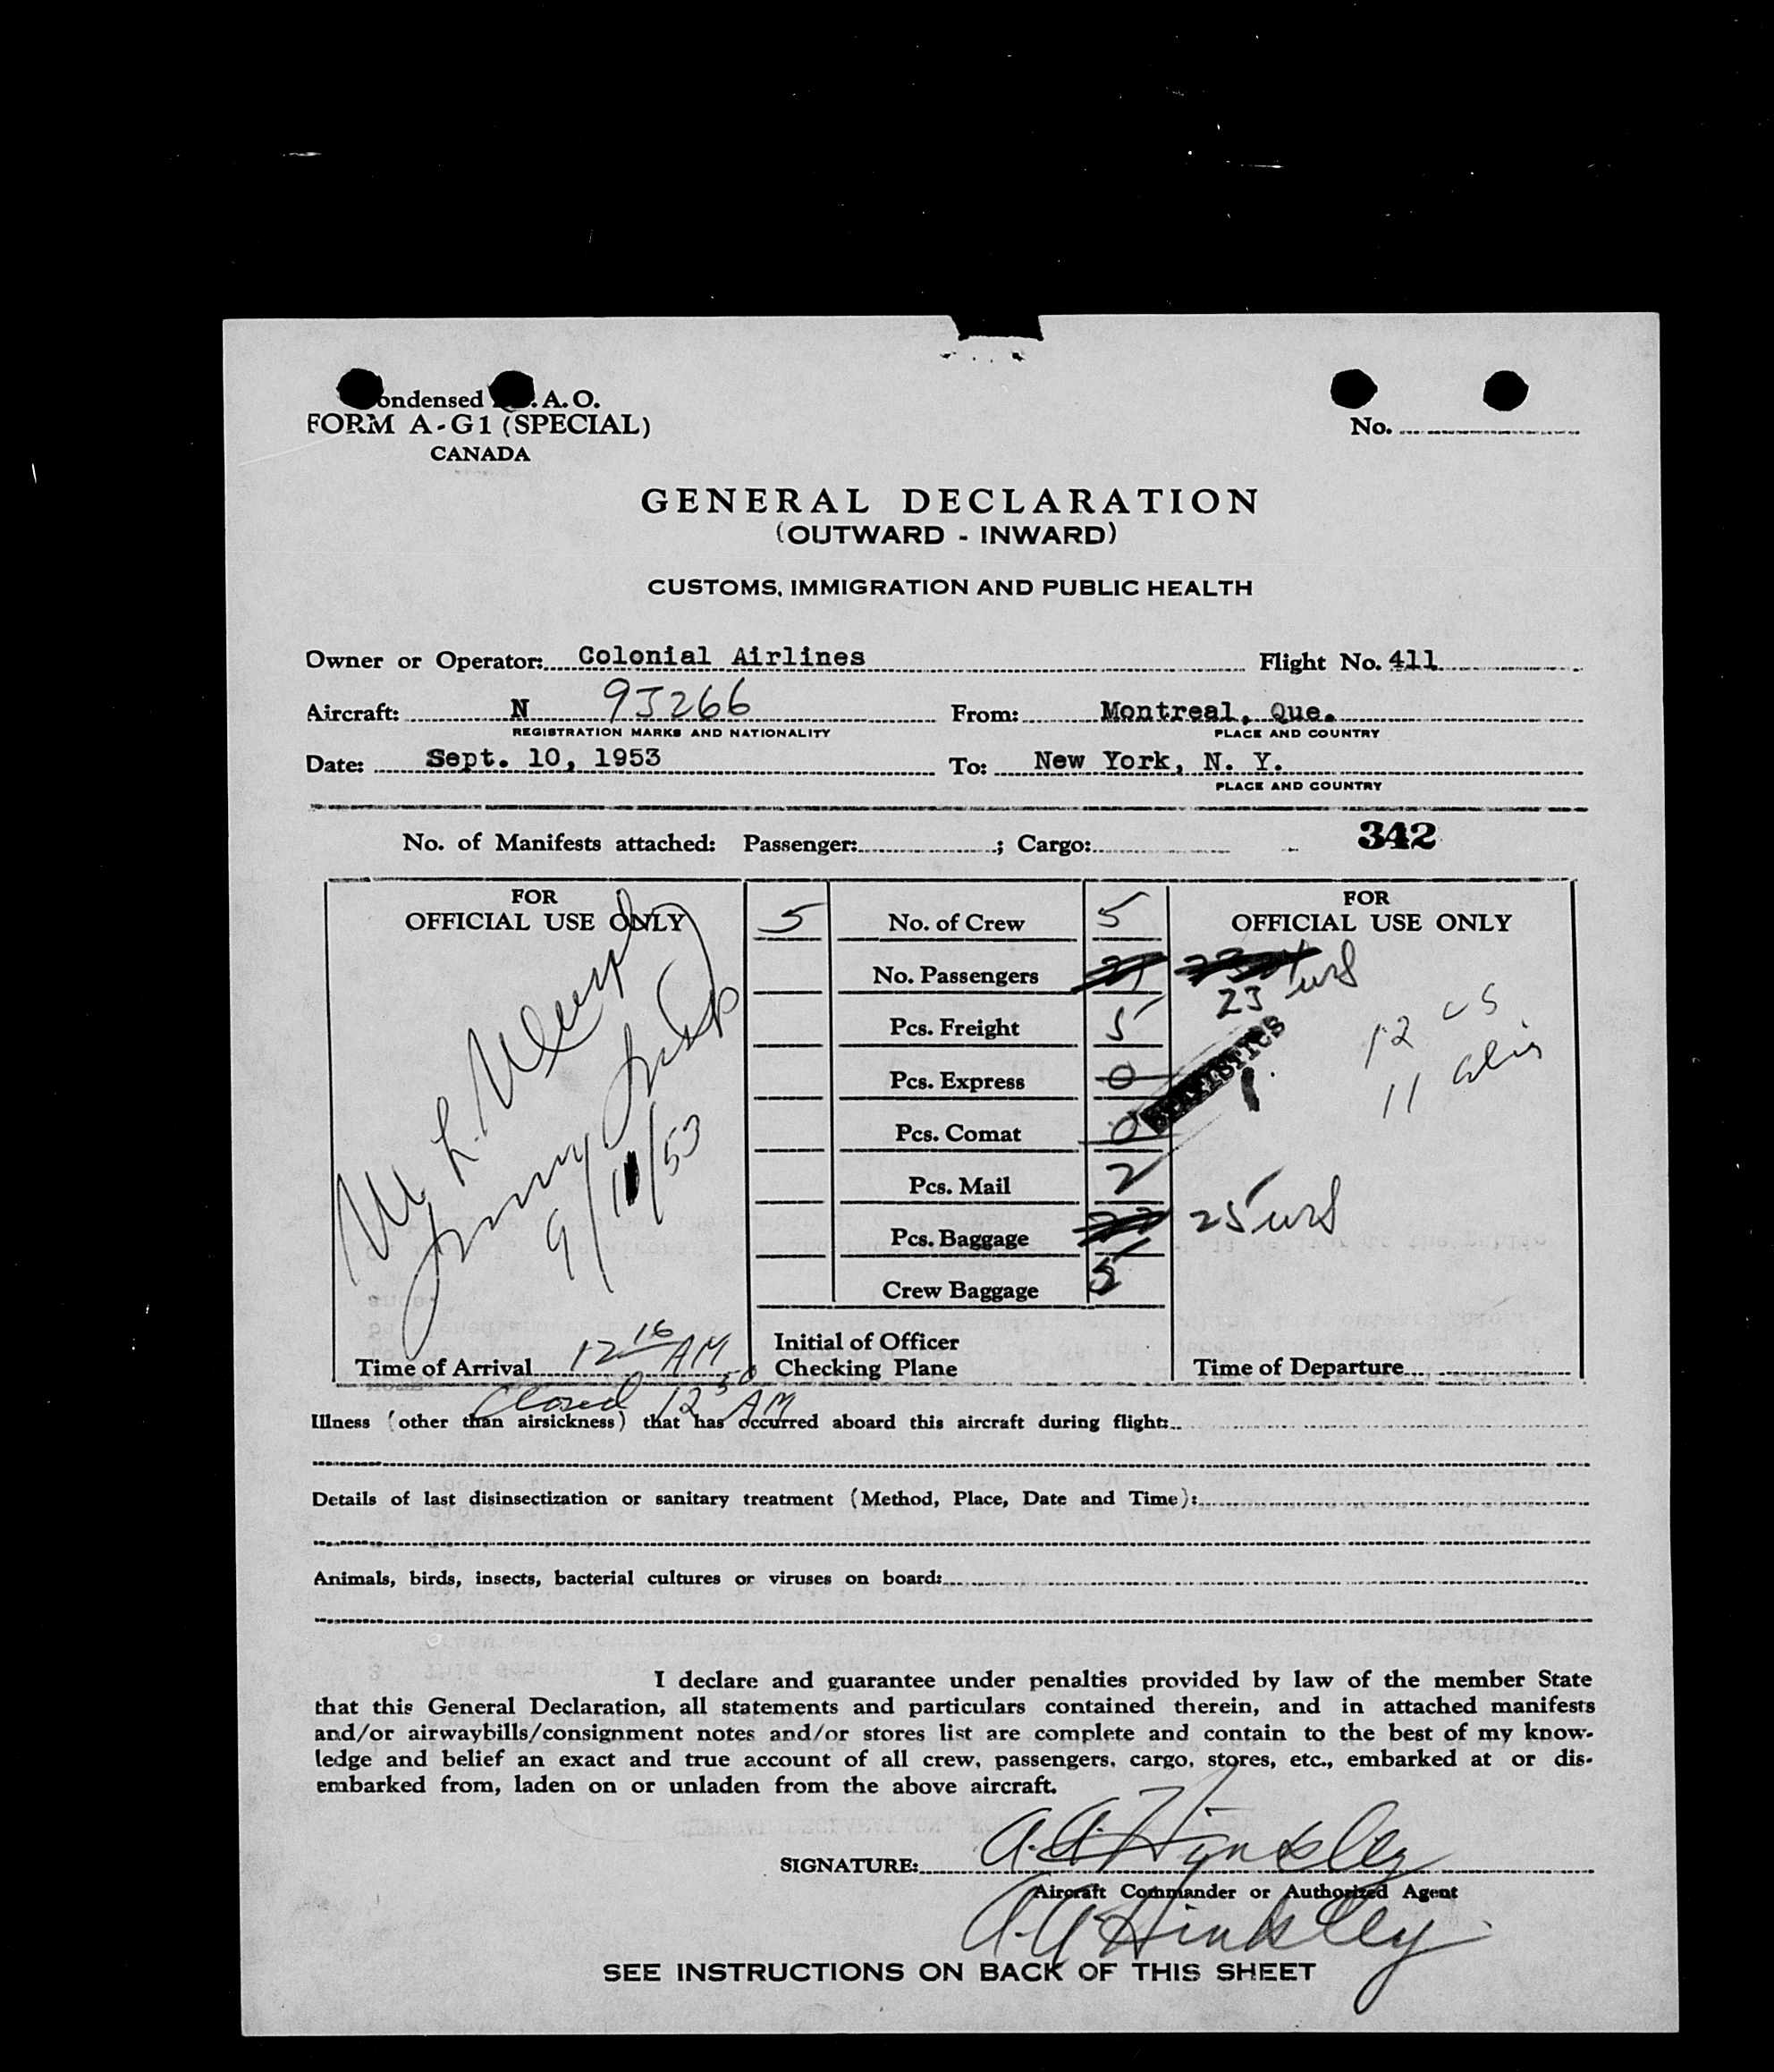 ondensed . A. O.
FORM A-G1 (SPECIAL)
CANADA
No.
GENERAL DECLARATION
(OUTWARD - INWARD)
CUSTOMS, IMMIGRATION AND PUBLIC HEALTH
Owner or Operator: Colonial Airlines Flight No. 411
Aircraft: N 93266 From: Montreal, Que.
REGISTRATION MARKS AND NATIONALITY PLACE AND COUNTRY
Date: Sept. 10, 1953 To: New York, N. Y.
PLACE AND COUNTRY
No. of Manifests attached: Passenger: ; Cargo: 342
FOR OFFICIAL USE ONLY
M. L.
9/11/53
Time of Arrival 12 16 AM
Closed 12 50 AM
5 No. of Crew 5
No. Passengers
Pcs. Freight 5
Pcs. Express 0
Pcs. Comat 0
Pcs. Mail 2
Pcs. Baggage
Crew Baggage 5
Initial of Officer
Checking Plane
FOR OFFICIAL USE ONLY
23
STATISTICS
1
12 US
11 alin
25
Time of Departure
Illness (other than airsickness) that has occurred aboard this aircraft during flight:
Details of last disinsectization or sanitary treatment (Method, Place, Date and Time):
Animals, birds, insects, bacterial cultures or viruses on board:
I declare and guarantee under penalties provided by law of the member State
that this General Declaration, all statements and particulars contained therein, and in attached manifests
and/or airwaybills/consignment notes and/or stores list are complete and contain to the best of my know-
ledge and belief an exact and true account of all crew, passengers, cargo, stores, etc., embarked at or dis-
embarked from, laden on or unladen from the above aircraft.
SIGNATURE: A. A. Hinksley
Aircraft Commander or Authorized Agent
A. A. Hinksley
SEE INSTRUCTIONS ON BACK OF THIS SHEET